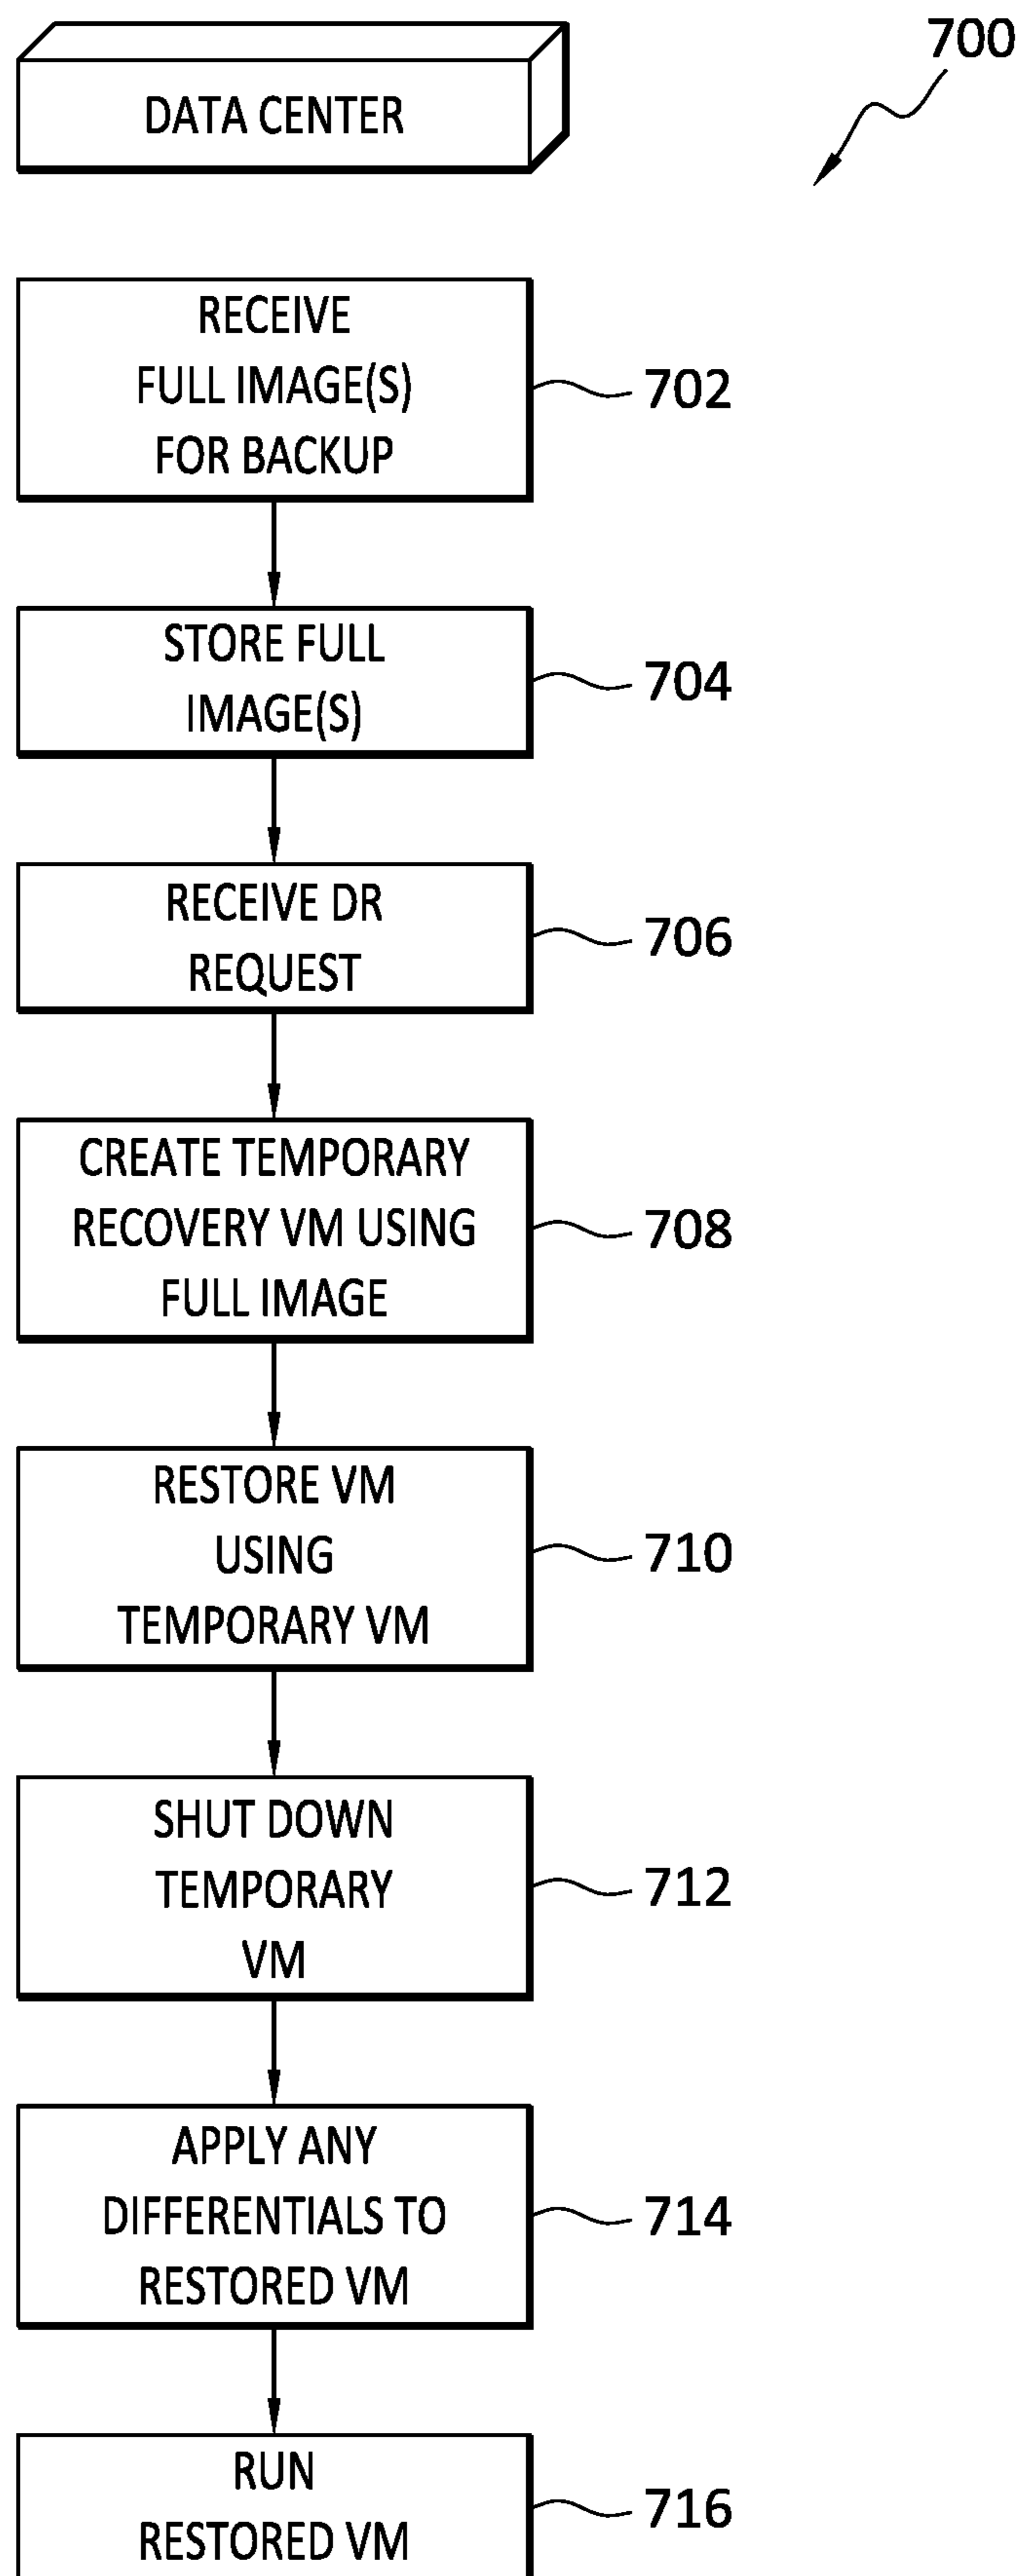 DATA CENTER
700
RECEIVE
FULL IMAGE(S)
FOR BACKUP
702
STORE FULL
IMAGE(S)
704
RECEIVE DR
REQUEST
706
CREATE TEMPORARY
RECOVERY VM USING
FULL IMAGE
708
RESTORE VM
USING
TEMPORARY VM
710
SHUT DOWN
TEMPORARY
VM
712
APPLY ANY
DIFFERENTIALS TO
RESTORED VM
714
RUN
RESTORED VM
716